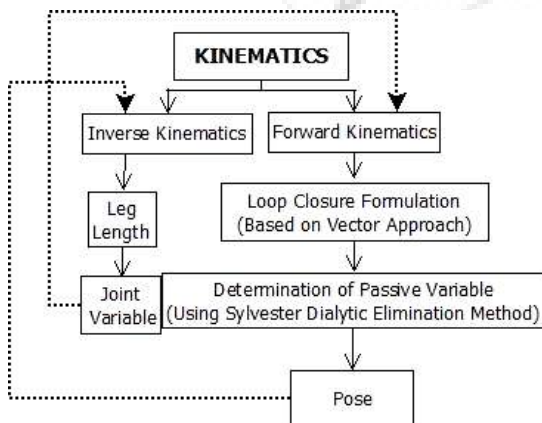 KINEMATICS
Inverse Kinematics
Forward Kinematics
Leg
Length
Loop Closure Formulation
(Based on Vector Approach)
Joint
Variable
Determination of Passive Variable
(Using Sylvester Dialytic Elimination Method)
Pose